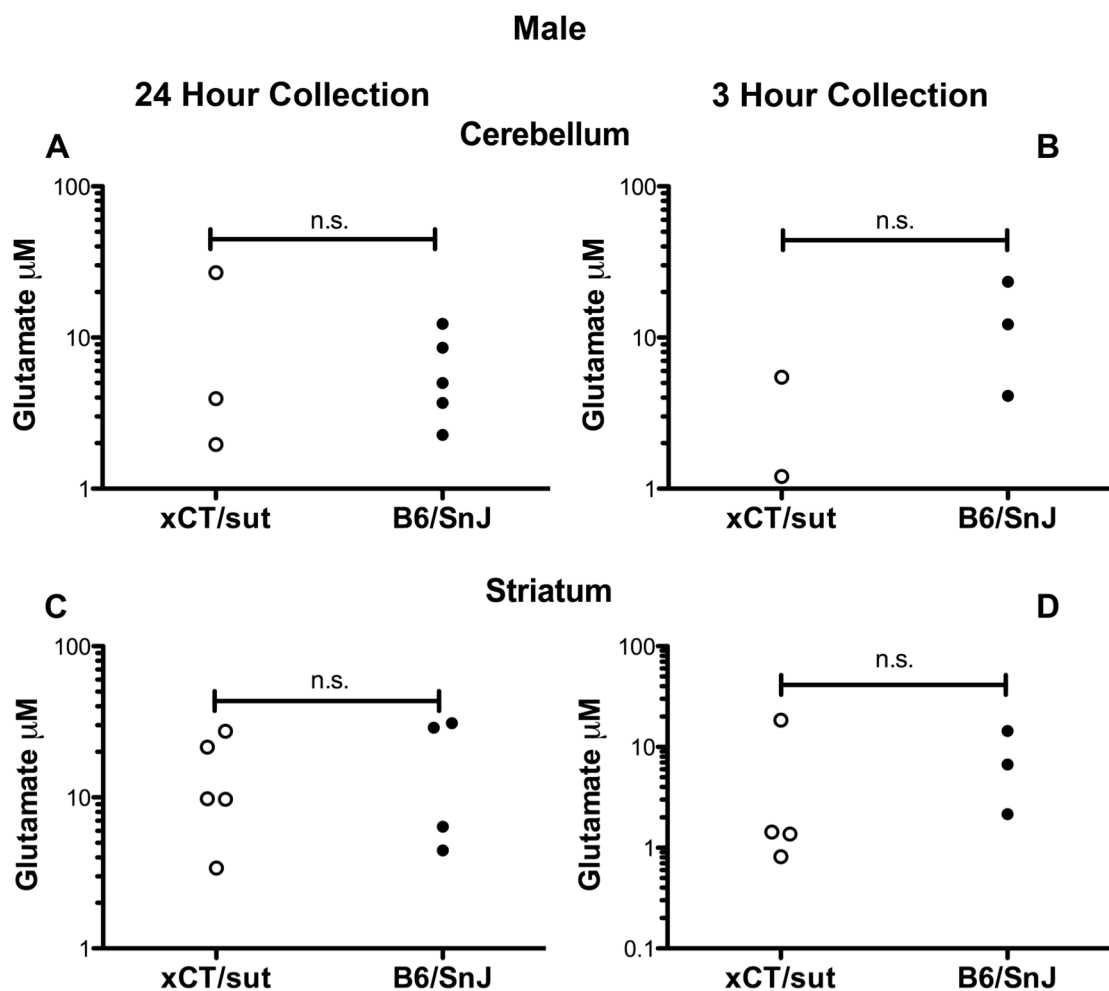 Male
24 Hour Collection
3 Hour Collection
Cerebellum
A
B
100
10
1
Glutamate µM
n.s.
xCT/sut
B6/SnJ
100
10
1
Glutamate µM
n.s.
xCT/sut
B6/SnJ
Striatum
C
D
100
10
1
Glutamate µM
n.s.
xCT/sut
B6/SnJ
100
10
1
0.1
Glutamate µM
n.s.
xCT/sut
B6/SnJ